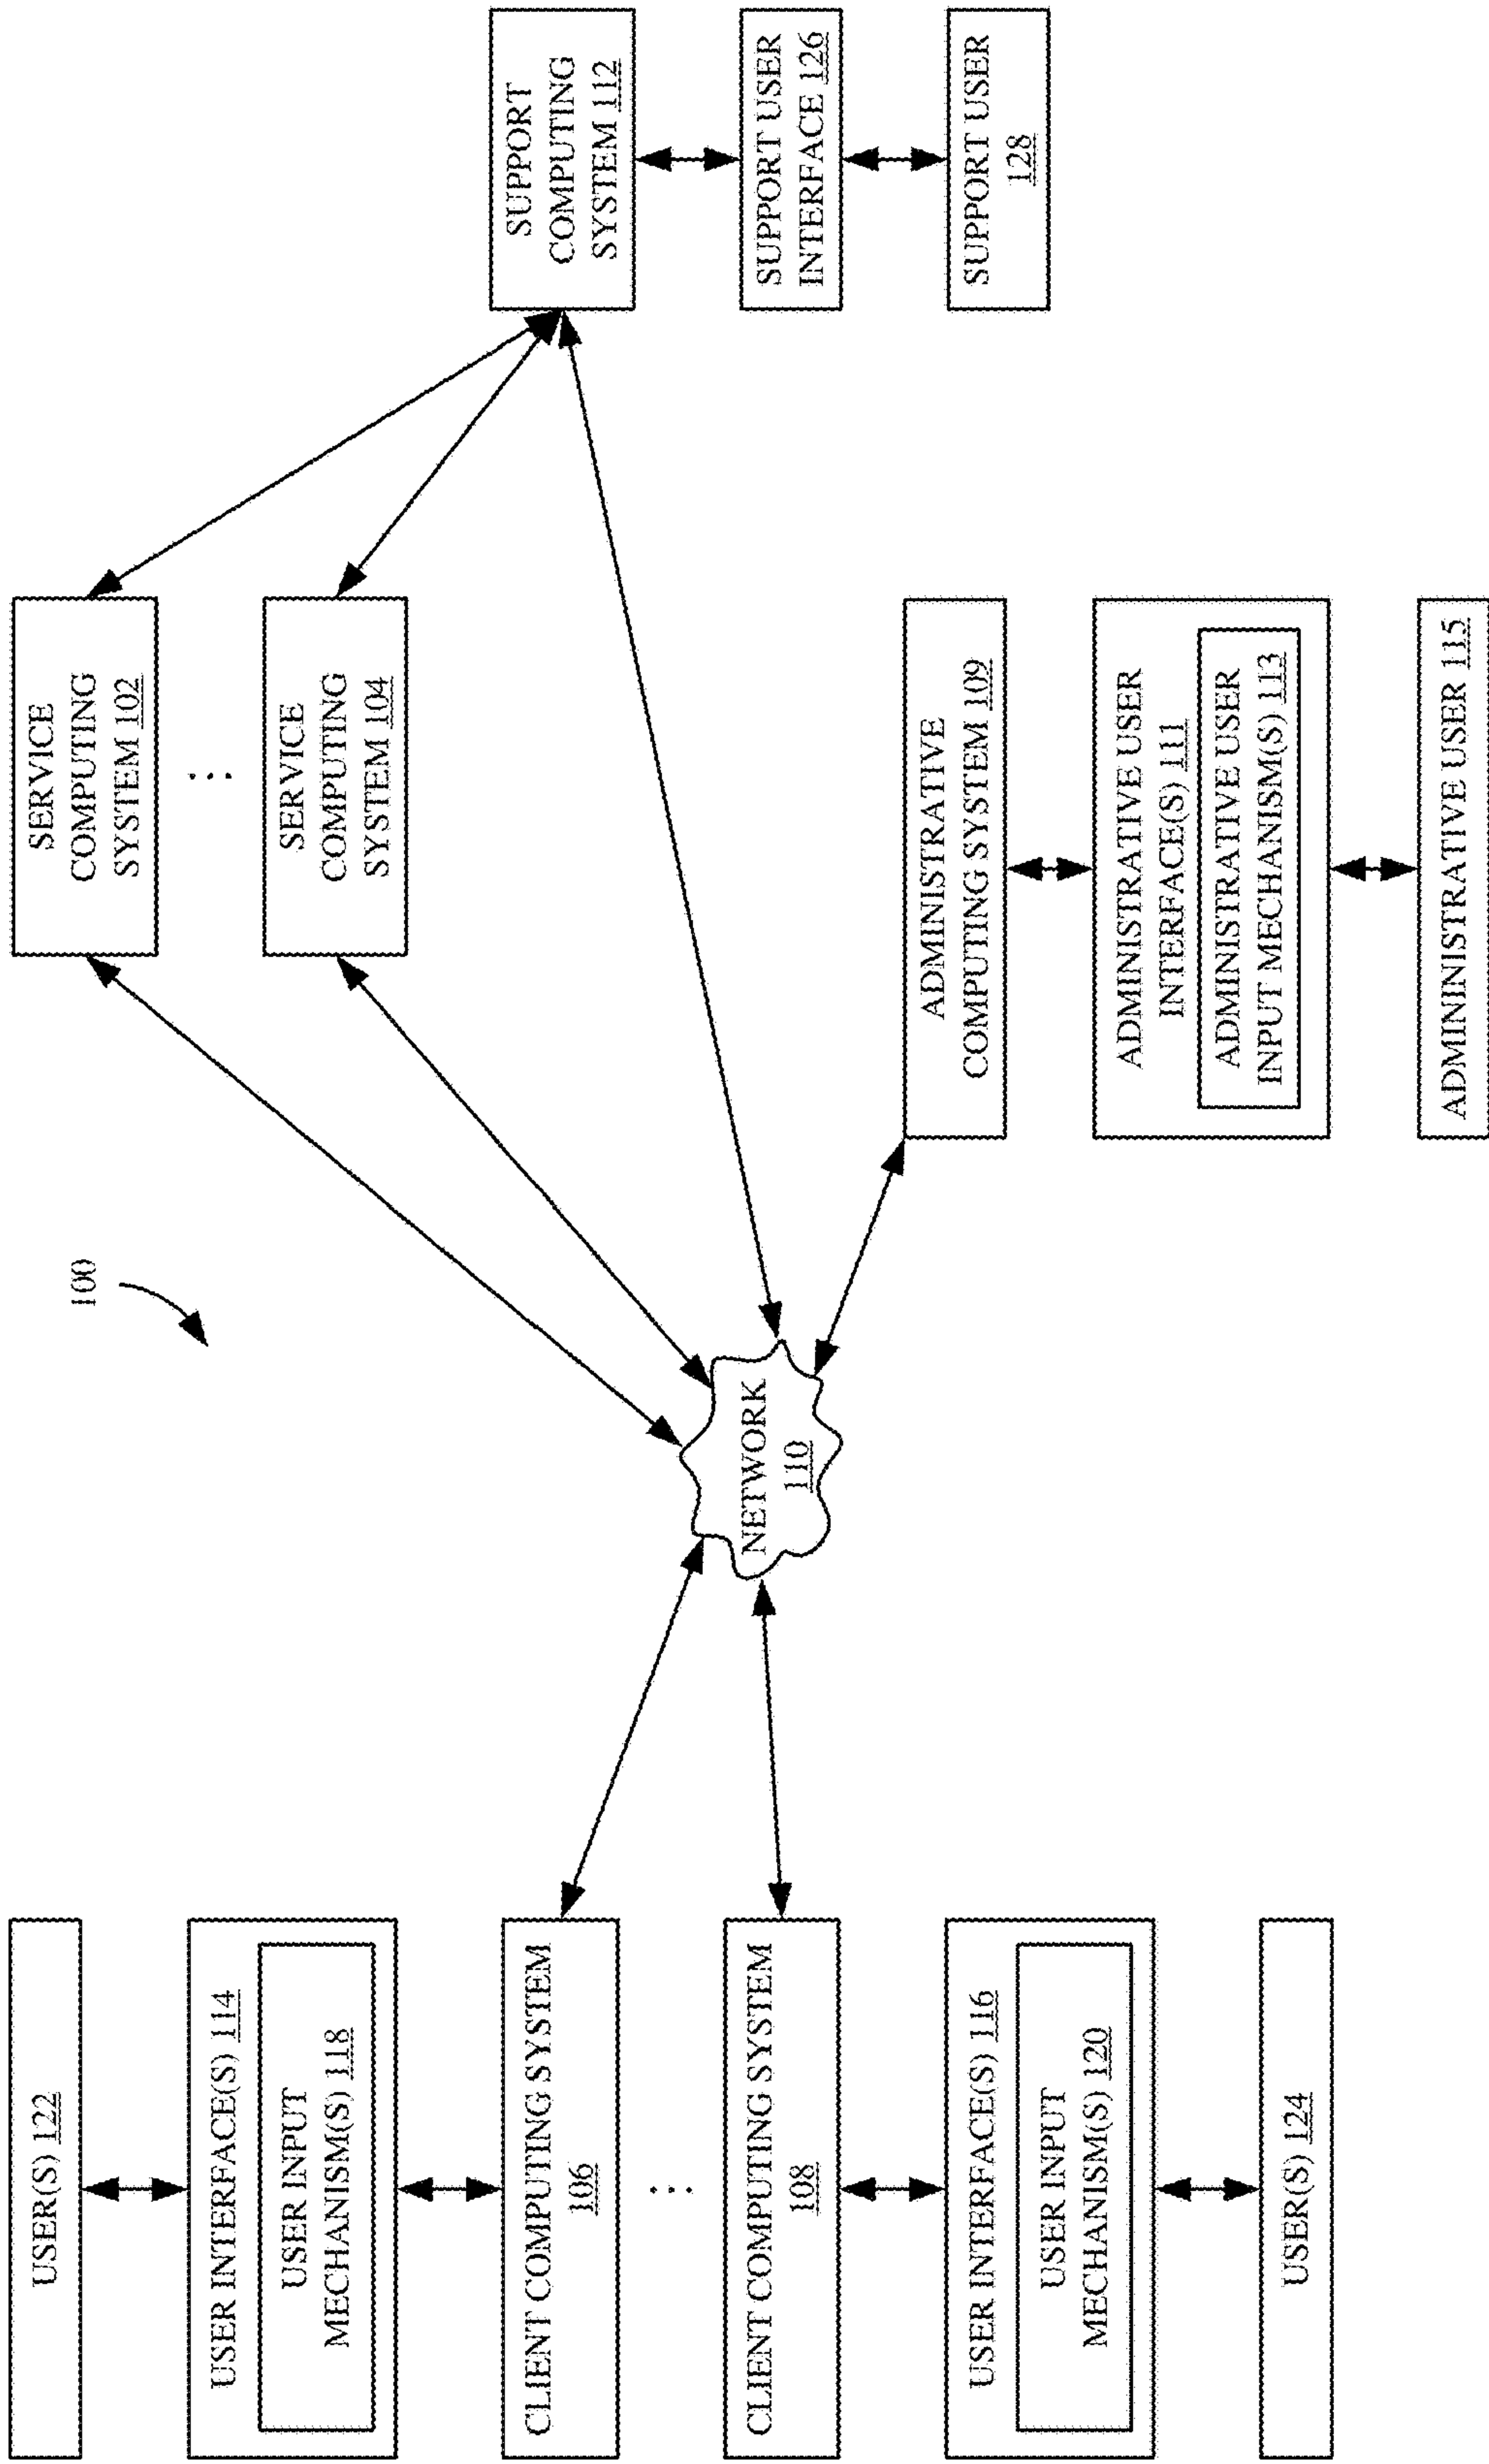 100
USER(S) 122
USER INTERFACE(S) 114
USER INPUT
MECHANISM(S) 118
CLIENT COMPUTING SYSTEM
106
...
CLIENT COMPUTING SYSTEM
108
USER INTERFACE(S) 116
USER INPUT
MECHANISM(S) 120
USER(S) 124
NETWORK
110
SERVICE
COMPUTING
SYSTEM 102
...
SERVICE
COMPUTING
SYSTEM 104
ADMINISTRATIVE
COMPUTING SYSTEM 109
ADMINISTRATIVE USER
INTERFACE(S) 111
ADMINISTRATIVE USER
INPUT MECHANISM(S) 113
ADMININISTRATIVE USER 115
SUPPORT
COMPUTING
SYSTEM 112
SUPPORT USER
INTERFACE 126
SUPPORT USER
128